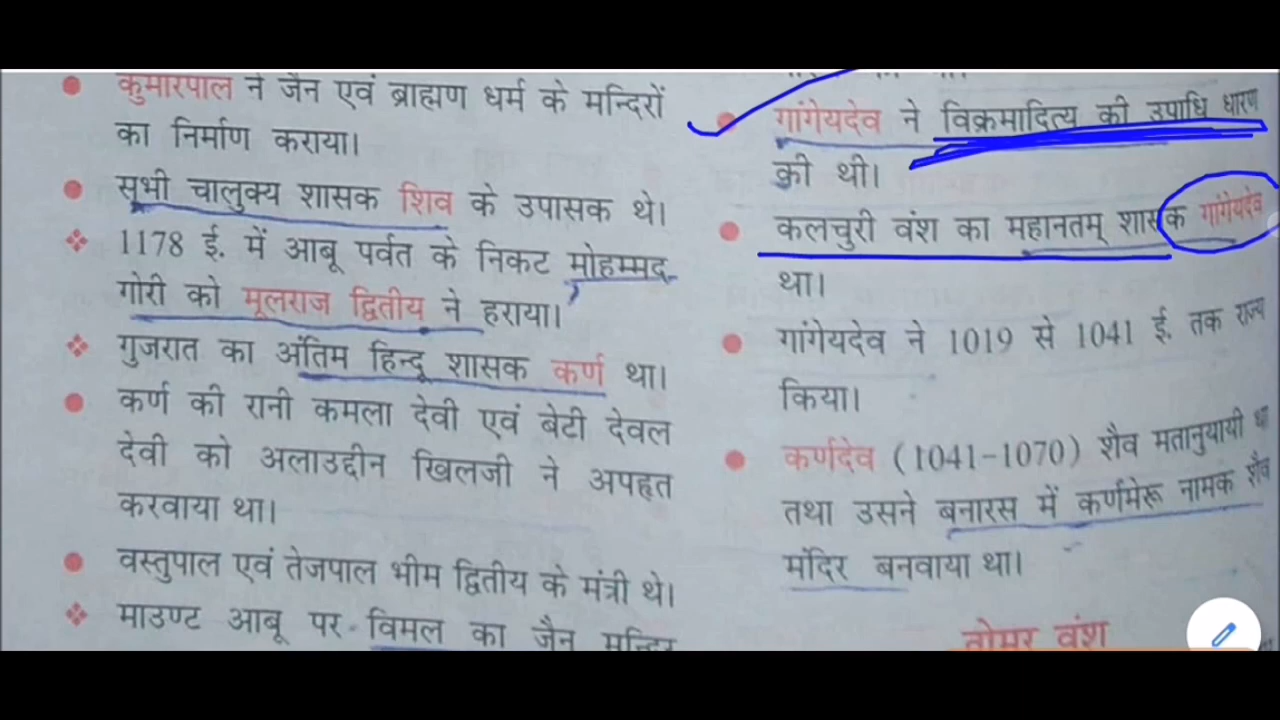 कुमारपाल ने जैन एवं ब्राह्मण धर्म के मन्दिरों
का निर्माण कराया।
सभी चालुक्य शासक शिव के उपासक थे।
1178 ई. में आबू पर्वत के निकट मोहम्मद
गोरी को मूलराज द्वितीय ने हराया।
गुजरात का अंतिम हिन्दू शासक कर्ण था।
कर्ण की रानी कमला देवी एवं बेटी देवल
देवी को अलाउद्दीन खिलजी ने अपहृत
करवाया था।
वस्तुपाल एवं तेजपाल भीम द्वितीय के मंत्री थे।
माउण्ट आबू पर विमल का जैन मन्दिर
गांगेयदेव ने विक्रमादित्य की उपाधि धारण
की थी।
कलचुरी वंश का महानतम् शासक गांगेयदेव
था।
गांगेयदेव ने 1019 से 1041 ई. तक राज्य
किया।
कर्णदेव (1041-1070) शैव मतानुयायी था
तथा उसने बनारस में कर्णमेरू नामक शैव
मंदिर बनवाया था।
तोमर वंश